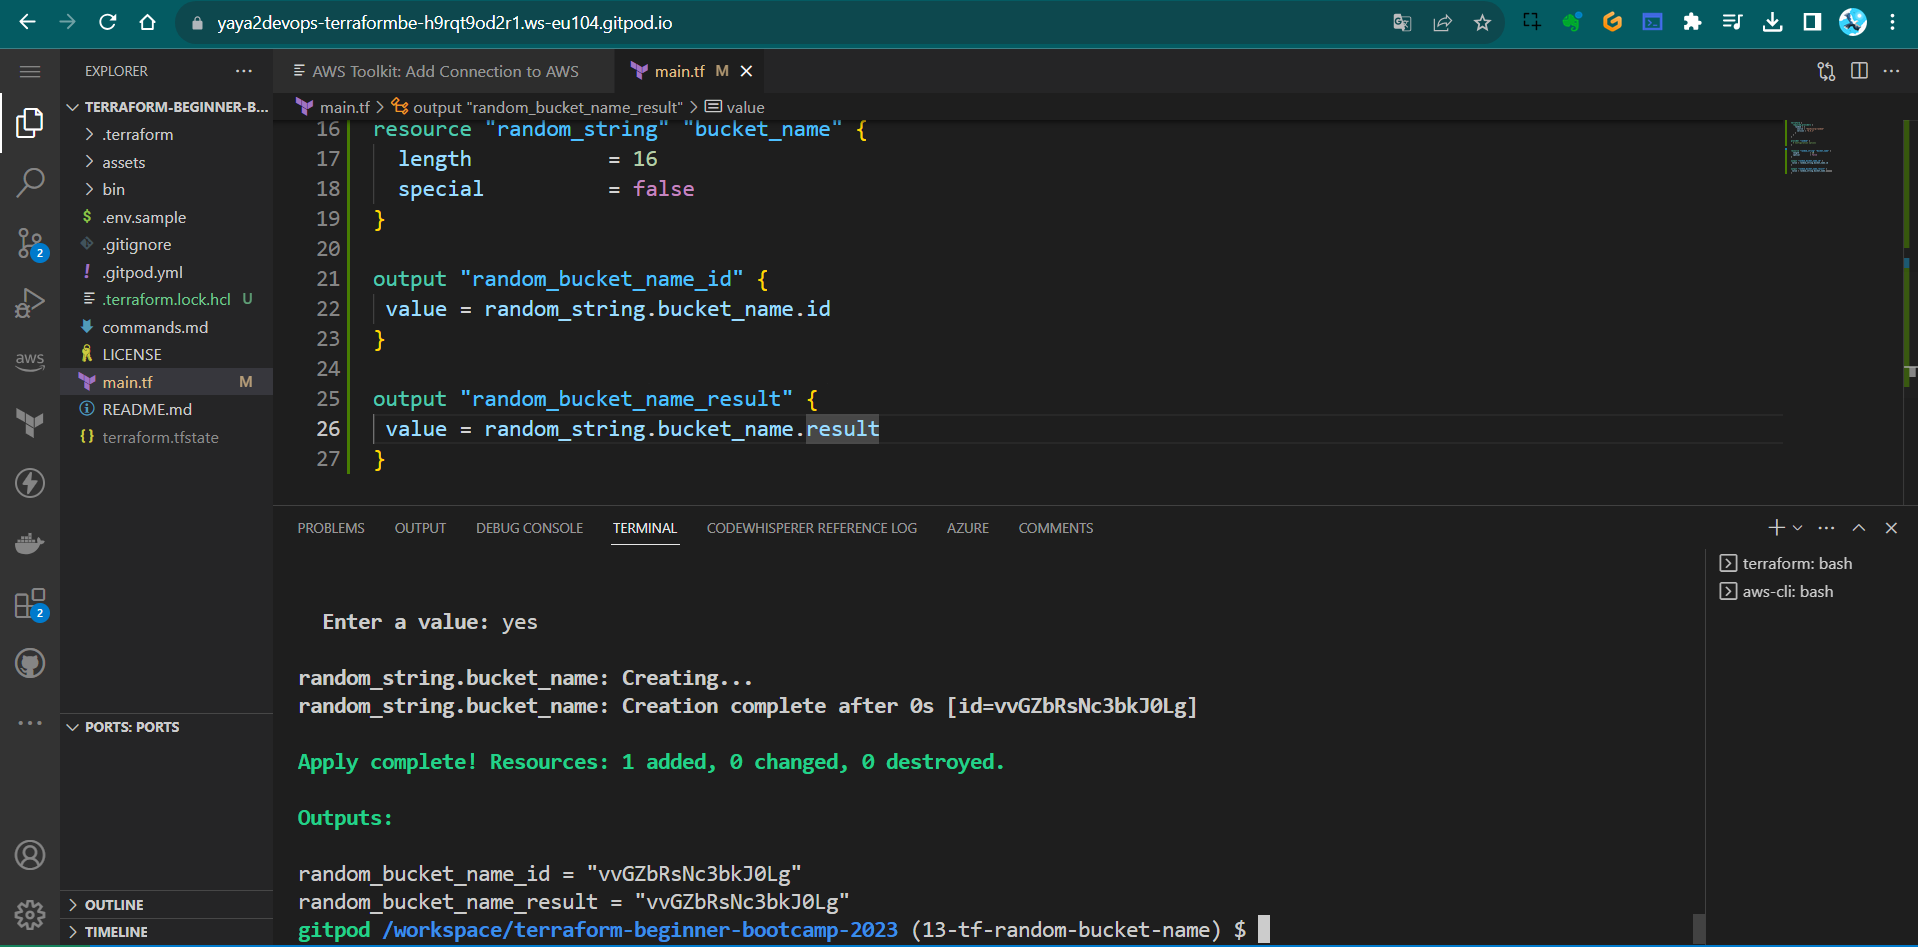 yaya2devops-terraformbe-h9rqt9od2r1.ws-eu104.gitpod.io
EXPLORER
AWS Toolkit: Add Connection to AWS
main.tf M
TERRAFORM-BEGINNER-B...
main.tf > output "random_bucket_name_result" > value
.terraform
assets
bin
.env.sample
.gitignore
.gitpod.yml
.terraform.lock.hcl U
commands.md
LICENSE
main.tf M
README.md
terraform.tfstate
2
aws
2
16 resource "random_string" "bucket_name" {
17 length = 16
18 special = false
19 }
20
21 output "random_bucket_name_id" {
22 value = random_string.bucket_name.id
23 }
24
25 output "random_bucket_name_result" {
26 value = random_string.bucket_name.result
27 }
PROBLEMS OUTPUT DEBUG CONSOLE TERMINAL CODEWHISPERER REFERENCE LOG AZURE COMMENTS
terraform: bash
aws-cli: bash
Enter a value: yes
random_string.bucket_name: Creating...
random_string.bucket_name: Creation complete after 0s [id=vvGZbRsNc3bkJ0Lg]
Apply complete! Resources: 1 added, 0 changed, 0 destroyed.
Outputs:
random_bucket_name_id = "vvGZbRsNc3bkJ0Lg"
random_bucket_name_result = "vvGZbRsNc3bkJ0Lg"
gitpod /workspace/terraform-beginner-bootcamp-2023 (13-tf-random-bucket-name) $
PORTS: PORTS
OUTLINE
TIMELINE